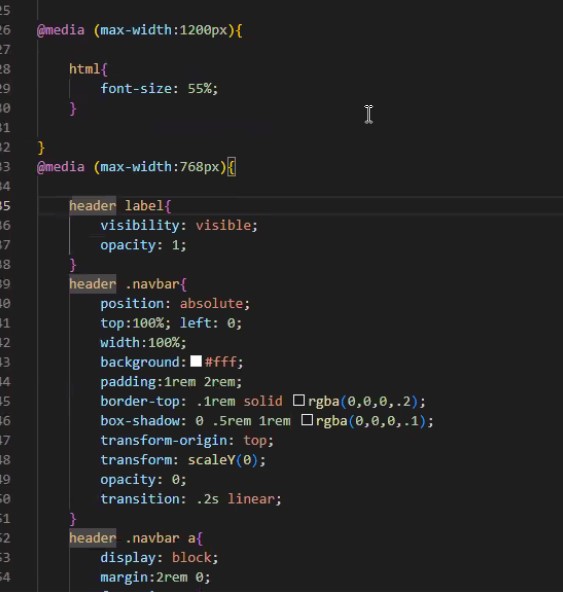 25
26 @media (max-width:1200px){
27
28 html{
29 font-size: 55%;
30 }
31
32 }
33 @media (max-width:768px){
34
35 header label{
36 visibility: visible;
37 opacity: 1;
38 }
39 header .navbar{
40 position: absolute;
41 top:100%; left: 0;
42 width:100%;
43 background: #fff;
44 padding:1rem 2rem;
45 border-top: .1rem solid rgba(0,0,0,.2);
46 box-shadow: 0 .5rem 1rem rgba(0,0,0,.1);
47 transform-origin: top;
48 transform: scaleY(0);
49 opacity: 0;
50 transition: .2s linear;
51 }
52 header .navbar a{
53 display: block;
54 margin:2rem 0;